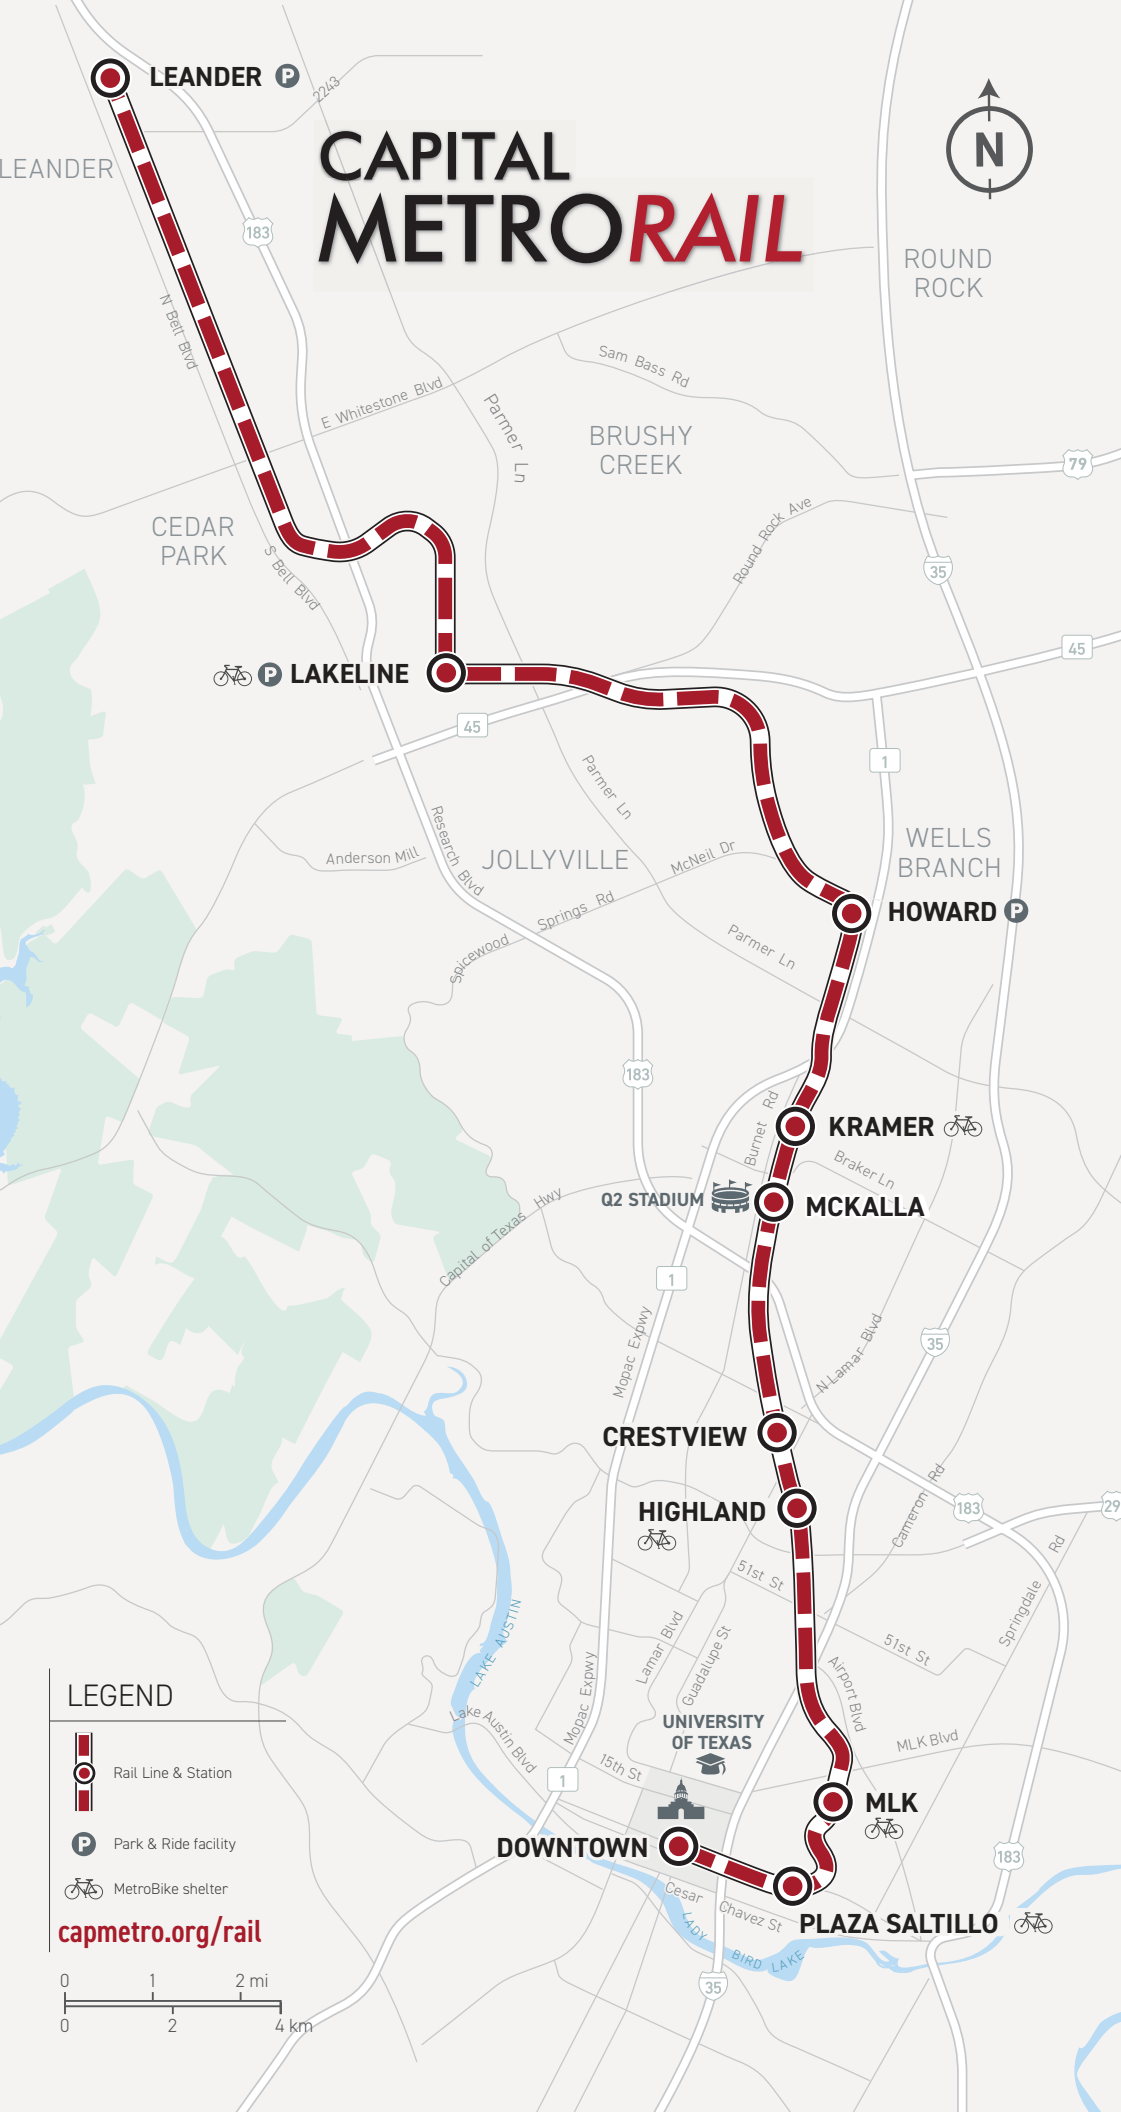 LEANDER P
2243
LEANDER
CAPITAL
METRORAIL
N
183
ROUND
ROCK
N Bell Blvd
Sam Bass Rd
E Whitestone Blvd
Parmer Ln
BRUSHY
CREEK
79
CEDAR
PARK
Round Rock Ave
S Bell Blvd
35
45
P LAKELINE
45
1
Parmer Ln
Research Blvd
Anderson Mill
JOLLYVILLE
McNeil Dr
WELLS
BRANCH
Spicewood Springs Rd
HOWARD P
Parmer Ln
183
Burnet Rd
KRAMER
Braker Ln
Q2 STADIUM
MCKALLA
Capital of Texas Hwy
1
Mopac Expwy
N Lamar Blvd
35
CRESTVIEW
HIGHLAND
Cameron Rd
183
29
51st St
Springdale Rd
LAKE AUSTIN
Lamar Blvd
Guadalupe St
51st St
Mopac Expwy
Airport Blvd
LEGEND
Lake Austin Blvd
UNIVERSITY
OF TEXAS
MLK Blvd
15th St
Rail Line & Station
1
MLK
P Park & Ride facility
DOWNTOWN
183
MetroBike shelter
Cesar Chavez St
PLAZA SALTILLO
capmetro.org/rail
LADY BIRD LAKE
35
0 1 2 mi
0 2 4 km